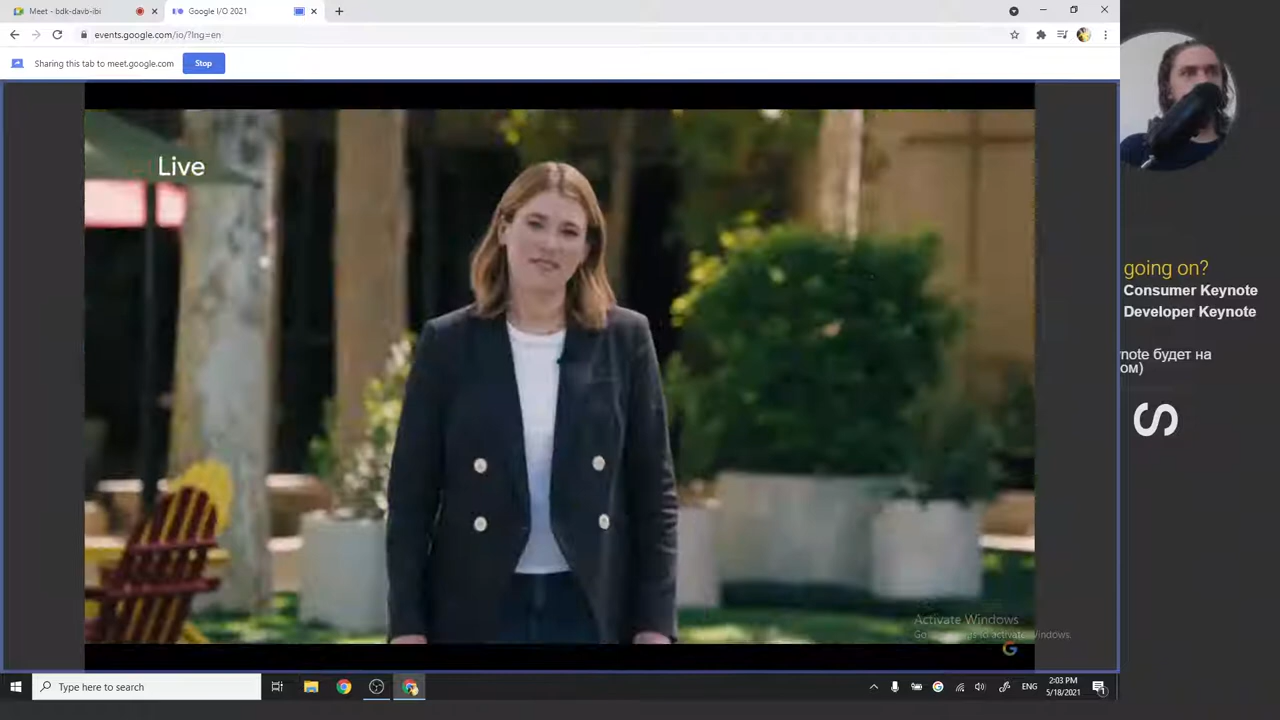 Meet - bdk-davb-ibi
Google I/O 2021
events.google.com/io/?lng=en
Sharing this tab to meet.google.com
Stop
Live
going on?
Consumer Keynote
Developer Keynote
note будет на
ом)
S
Activate Windows
Windows.
Type here to search
ENG
2:03 PM
5/18/2021